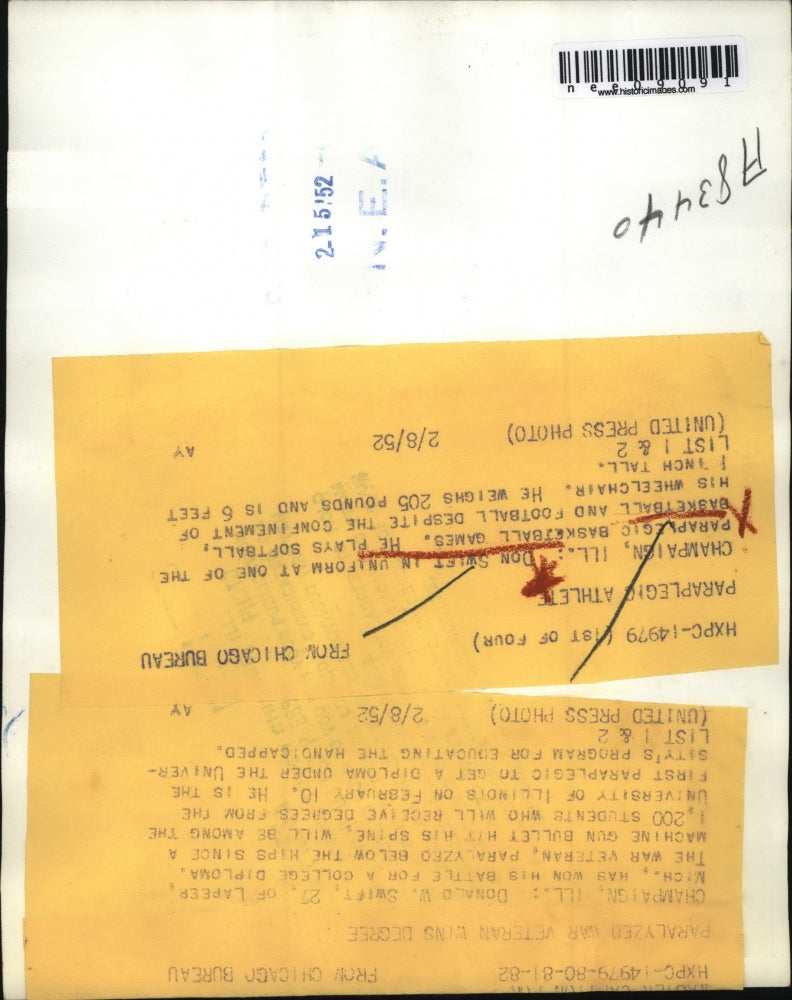 nee09091
www.historicimages.com
A83440
2-15-52
N.E.A
HXPC-14979 (1ST OF FOUR) FROM CHICAGO BUREAU
PARAPLEGIC ATHLETE
CHAMPAIGN, ILL.: DON SWIFT IN UNIFORM AT ONE OF THE
PARAPLEGIC BASKETBALL GAMES. HE PLAYS SOFTBALL,
BASKETBALL AND FOOTBALL DESPITE THE CONFINEMENT OF
HIS WHEELCHAIR. HE WEIGHS 205 POUNDS AND IS 6 FEET
1 INCH TALL.
LIST 1 & 2 AY
(UNITED PRESS PHOTO) 2/8/52
MASTER CAPTION FOR
HXPC-14979-80-81-82 FROM CHICAGO BUREAU
PARALYZED WAR VETERAN WINS DEGREE
CHAMPAIGN, ILL.: DONALD W. SWIFT, 27, OF LAPEER,
MICH., HAS WON HIS BATTLE FOR A COLLEGE DIPLOMA.
THE WAR VETERAN, PARALYZED BELOW THE HIPS SINCE A
MACHINE GUN BULLET HIT HIS SPINE, WILL BE AMONG THE
1,200 STUDENTS WHO WILL RECEIVE DEGREES FROM THE
UNIVERSITY OF ILLINOIS ON FEBRUARY 10. HE IS THE
FIRST PARAPLEGIC TO GET A DIPLOMA UNDER THE UNIVER-
SITY'S PROGRAM FOR EDUCATING THE HANDICAPPED.
LIST 1 & 2
(UNITED PRESS PHOTO) 2/8/52 AY